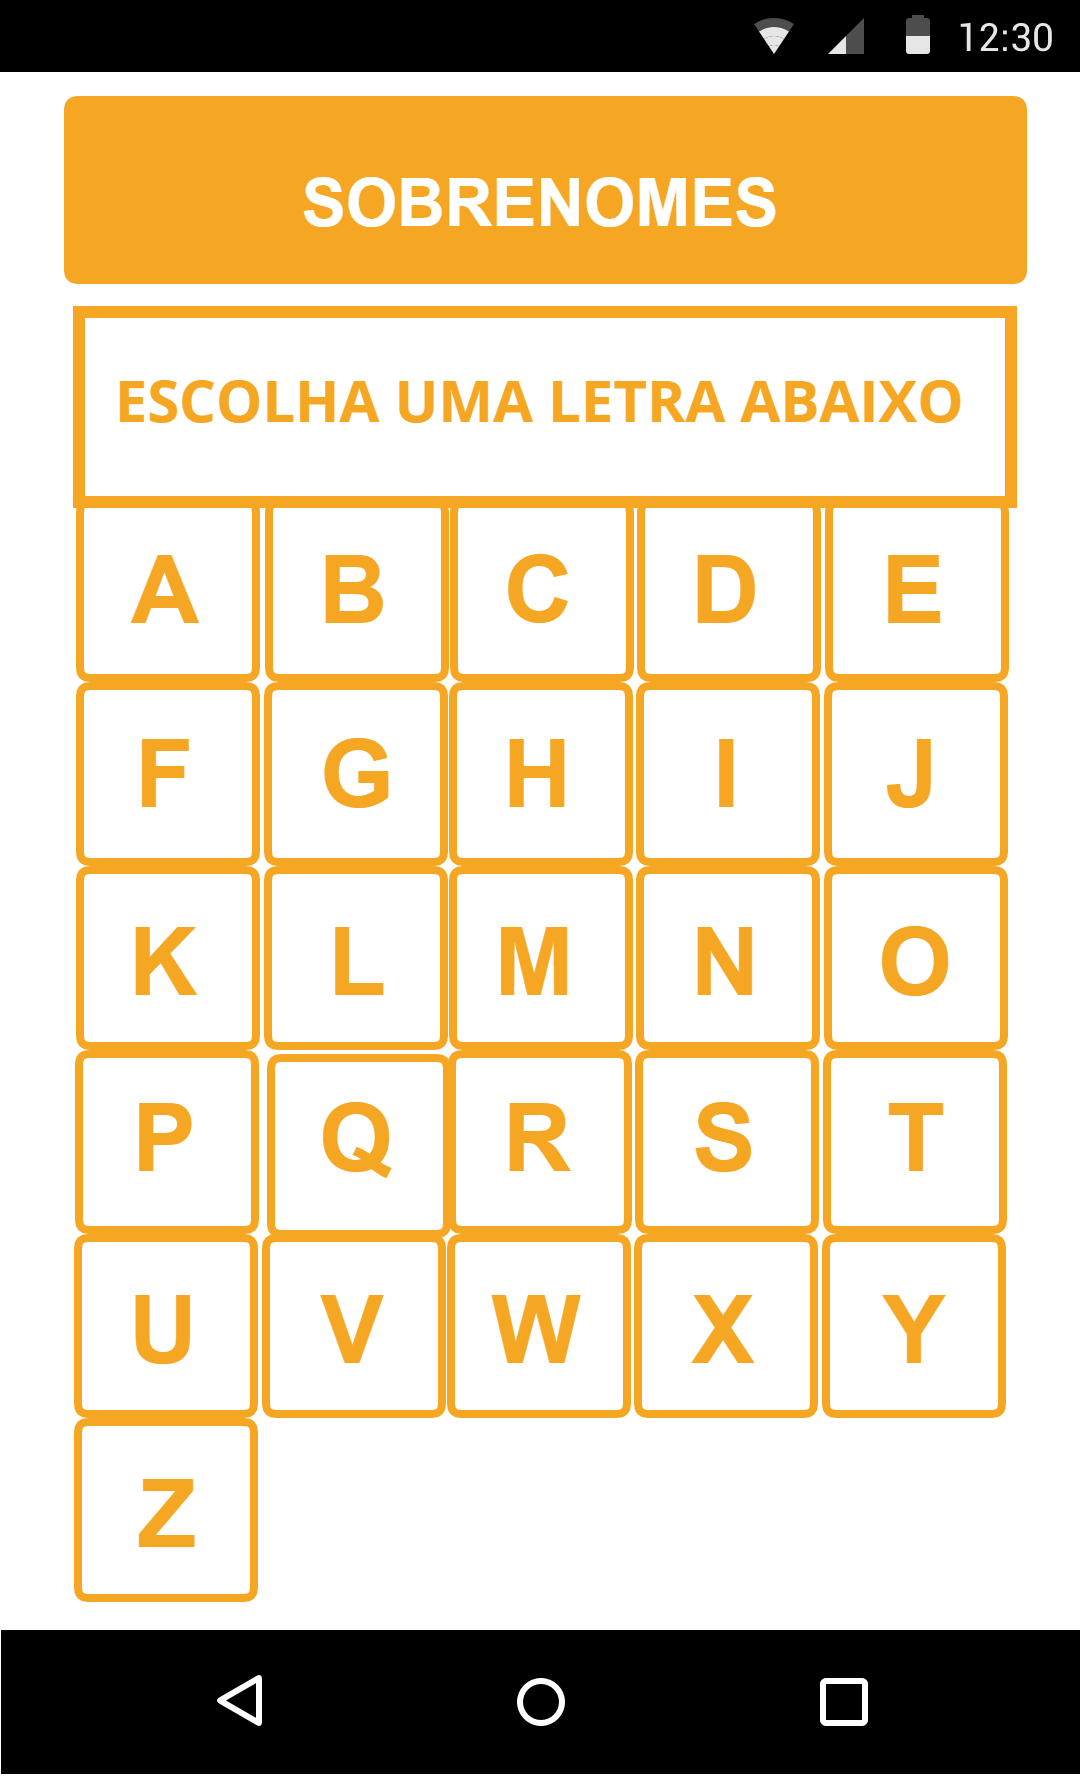 12:30
SOBRENOMES
ESCOLHA UMA LETRA ABAIXO
A B C D E
F G H I J
K L M N O
P Q R S T
U V W X Y
Z